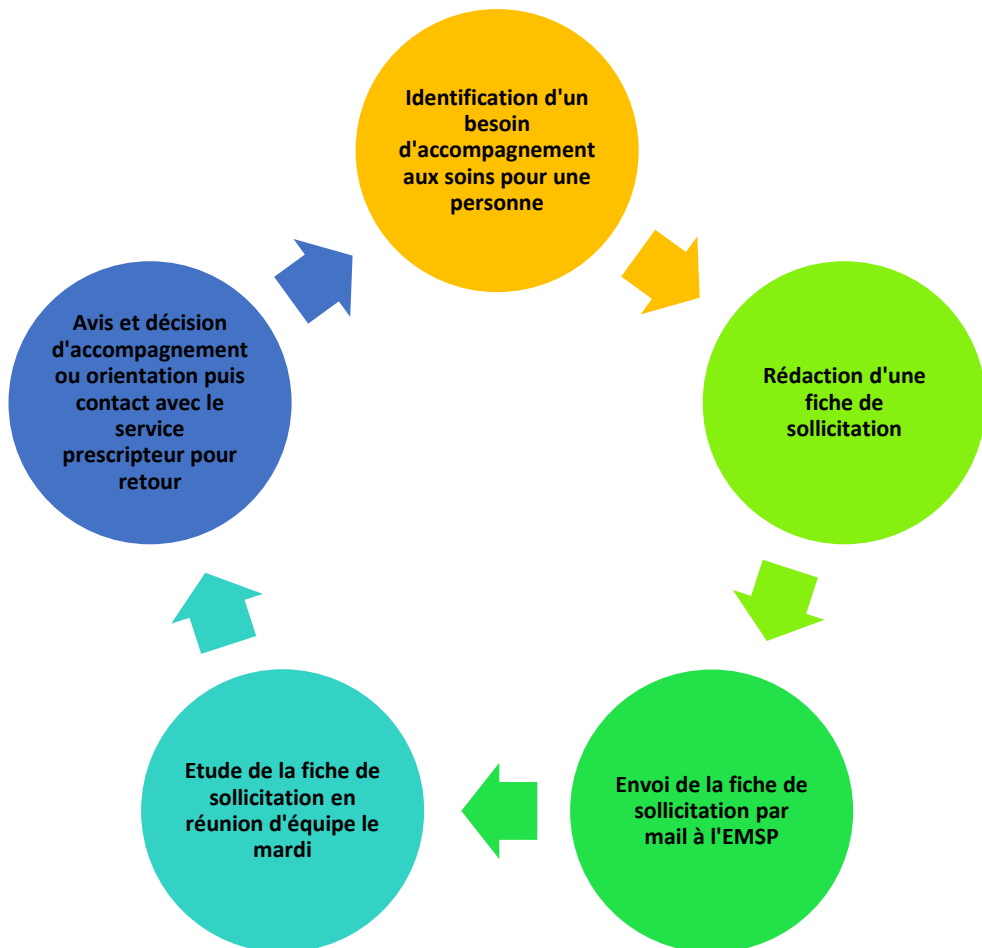 Identification d'un
besoin
d'accompagnement
aux soins pour une
personne
Rédaction d'une
fiche de
sollicitation
Envoi de la fiche de
sollicitation par
mail à l'EMSP
Etude de la fiche de
sollicitation en
réunion d'équipe le
mardi
Avis et décision
d'accompagnement
ou orientation puis
contact avec le
service
prescripteur pour
retour